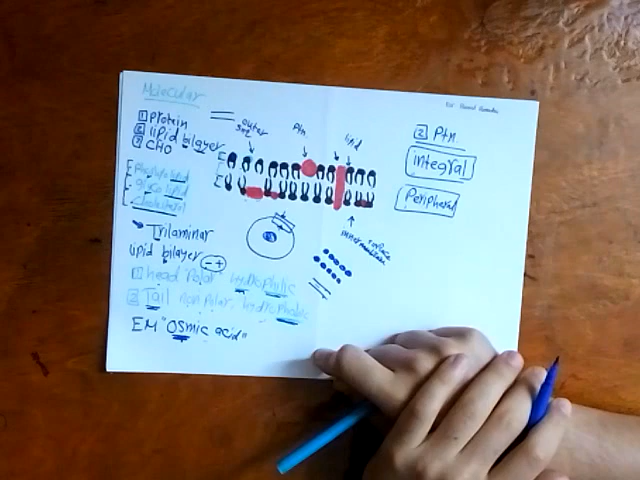 Molecular
1 Protein
2 lipid bilayer
3 CHO
phospholipid
glycolipid
cholesterol
Trilaminar
lipid bilayer
- +
1 head Polar hydrophilic
2 Tail non polar, hydrophobic
EM "Osmic acid"
outer
Ptn
lipid
E
E
inner
2 Ptn.
integral
Peripheral